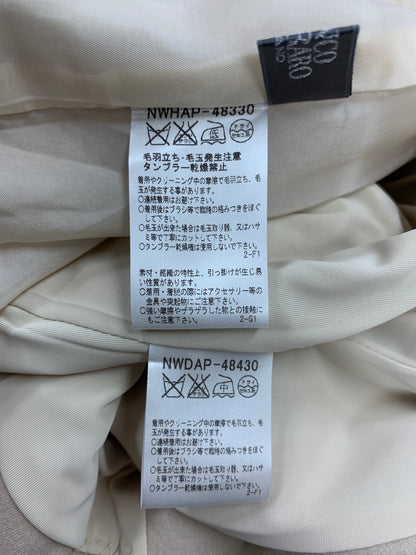 NCO
RARO
AND
NWHAP-48330
低
ドライ
毛羽立ち・毛玉発生注意
タンブラー乾燥禁止
着用やクリーニング中の摩擦で毛羽立ち、毛
玉が発生する事があります。
○連続着用はお避け下さい。
○着用後はブラシ等で繊維の絡みつきをほぐ
して下さい。
○毛玉が出来た場合は毛玉取り器、又はハサ
ミ等で丁寧にカットして下さい。
○タンブラー乾燥機は使用しないで下さい。
2-F1
素材・組織の特性上、引っ掛けが生じ易
い性質があります。
○着用・着脱の際にはアクセサリー等の
金具や突起物にご注意下さい。
○強い摩擦やザラザラした物との接触に
もご注意下さい。
2-G1
NWDAP-48430
中
ドライ
着用やクリーニング中の摩擦で毛羽立ち、毛
玉が発生する事があります。
○連続着用はお避け下さい。
○着用後はブラシ等で繊維の絡みつきをほぐ
して下さい。
○毛玉が出来た場合は毛玉取り器、又はハサ
ミ等で丁寧にカットして下さい。
○タンブラー乾燥機は使用しないで下さい。
2-F1